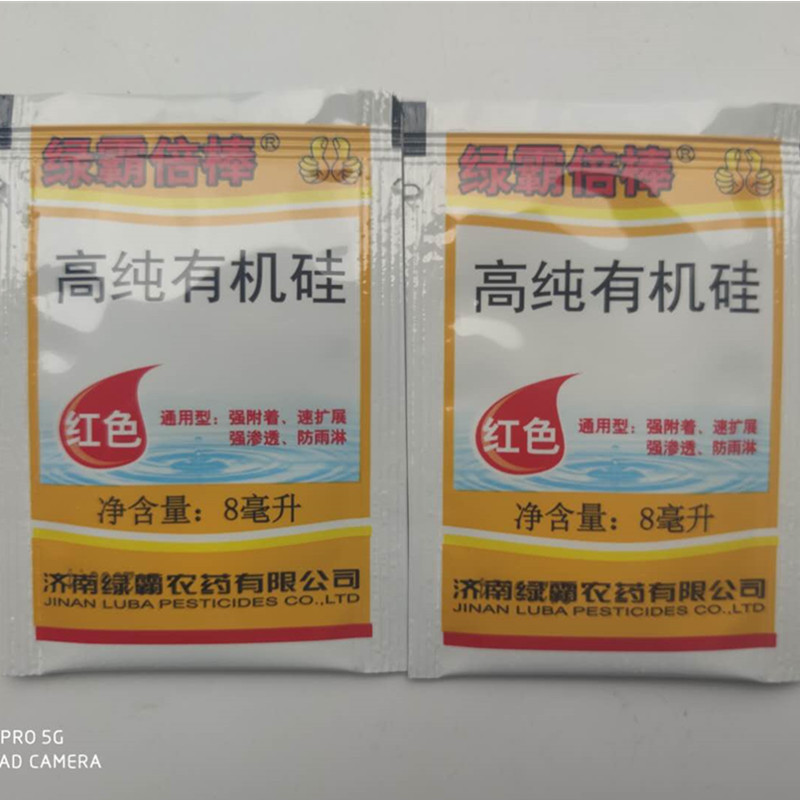 绿霸倍棒®
高纯有机硅
红色
通用型：强附着、速扩展
强渗透、防雨淋
净含量：8毫升
济南绿霸农药有限公司
JINAN LUBA PESTICIDES CO.,LTD
绿霸倍棒®
高纯有机硅
红色
通用型：强附着、速扩展
强渗透、防雨淋
净含量：8毫升
济南绿霸农药有限公司
JINAN LUBA PESTICIDES CO.,LTD
PRO 5G
AD CAMERA